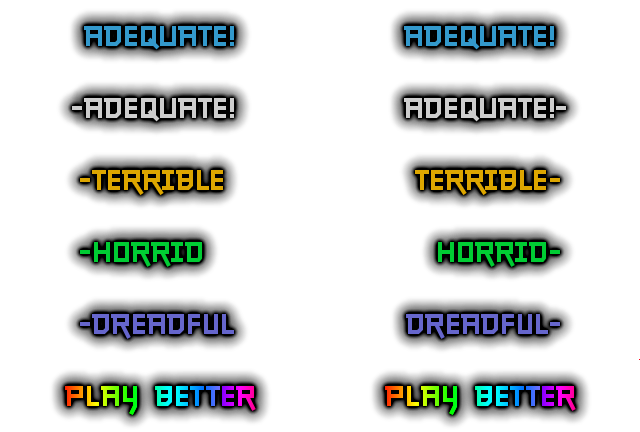 ADEQUATE! ADEQUATE!
-ADEQUATE! ADEQUATE!-
-TERRIBLE TERRIBLE-
-HORRID HORRID-
-DREADFUL DREADFUL-
PLAY BETTER PLAY BETTER